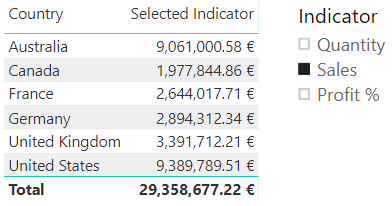 Country Selected Indicator
Australia 9,061,000.58 €
Canada 1,977,844.86 €
France 2,644,017.71 €
Germany 2,894,312.34 €
United Kingdom 3,391,712.21 €
United States 9,389,789.51 €
Total 29,358,677.22 €
Indicator
Quantity
Sales
Profit %